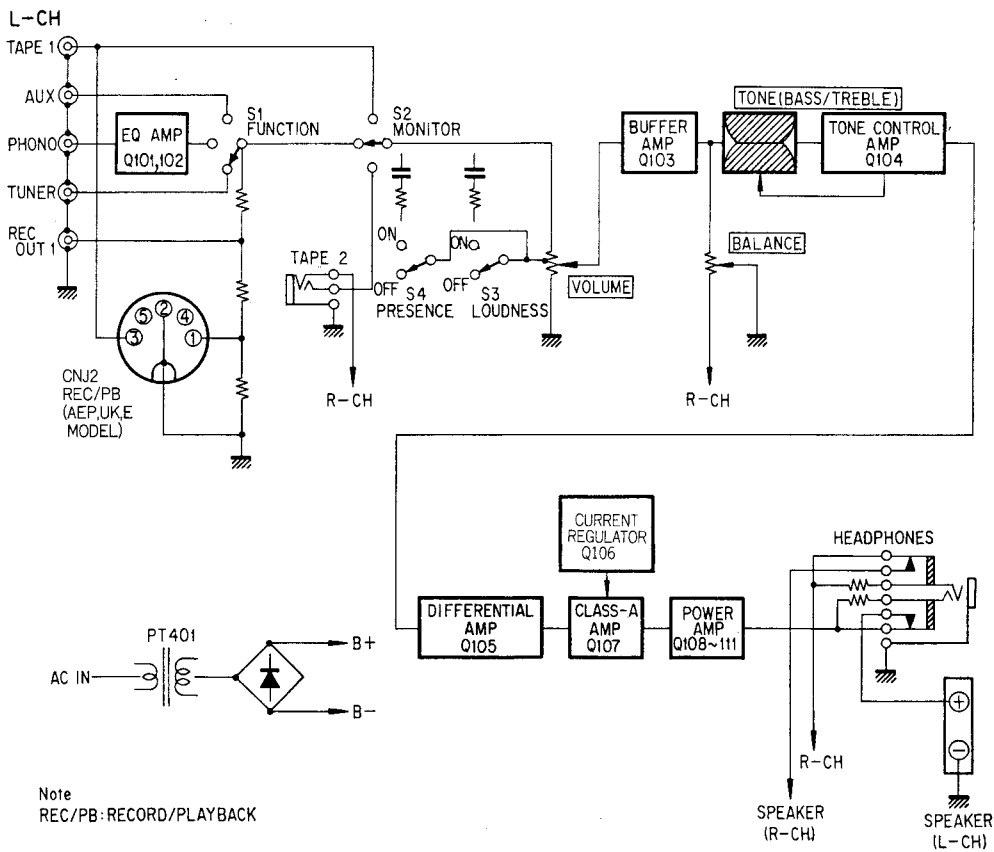 L-CH
TAPE 1
AUX
PHONO
TUNER
REC
OUT 1
EQ AMP
Q101,102
S1
FUNCTION
S2
MONITOR
BUFFER
AMP
Q103
TONE(BASS/TREBLE)
TONE CONTROL
AMP
Q104
BALANCE
VOLUME
TAPE 2
ON
OFF
S4
PRESENCE
ON
OFF
S3
LOUDNESS
R-CH
R-CH
5
2
4
3
1
CNJ2
REC/PB
(AEP,UK,E
MODEL)
CURRENT
REGULATOR
Q106
DIFFERENTIAL
AMP
Q105
CLASS-A
AMP
Q107
POWER
AMP
Q108~111
HEADPHONES
PT401
AC IN
B+
B-
+
−
R-CH
SPEAKER
(R-CH)
SPEAKER
(L-CH)
Note
REC/PB:RECORD/PLAYBACK